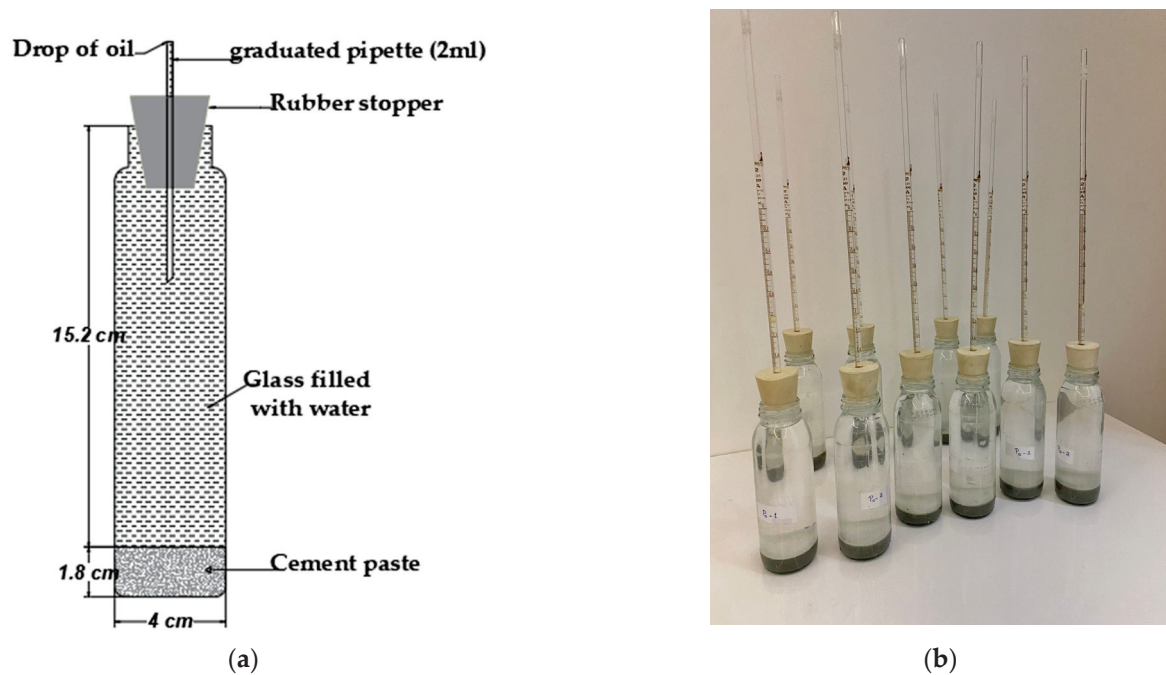 Drop of oil
graduated pipette (2ml)
Rubber stopper
15.2 cm
Glass filled
with water
1.8 cm
Cement paste
4 cm
(a)
(b)